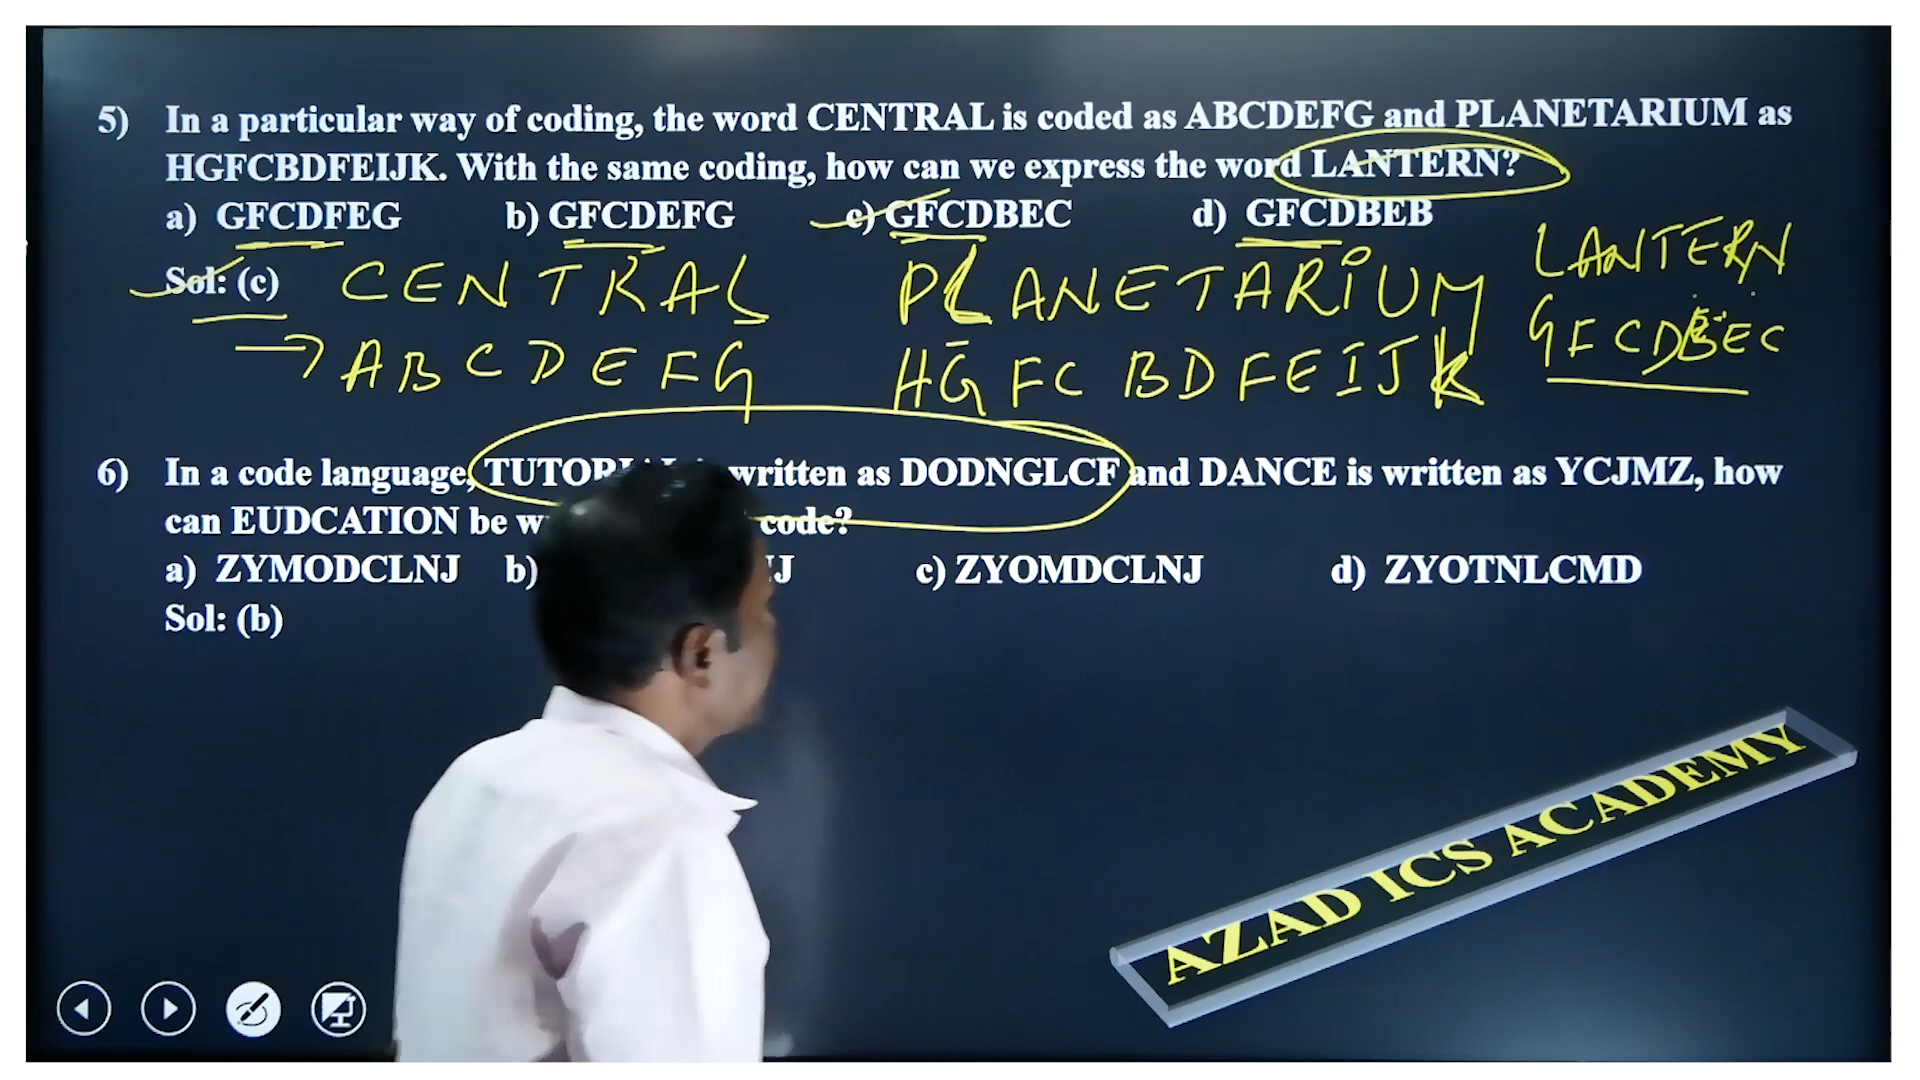 5) In a particular way of coding, the word CENTRAL is coded as ABCDEFG and PLANETARIUM as
HGFCBDFEIJK. With the same coding, how can we express the word LANTERN?
a) GFCDFEG b) GFCDEFG c) GFCDBEC d) GFCDBEB
Sol: (c)
CENTRAL PLANETARIUM LANTERN
ABCDEFG HGFCBDFEIJK GFCDBEC
6) In a code language, written as DODNGLCF and DANCE is written as YCJMZ, how
can EUDCATION be code?
a) ZYMODCLNJ b) c) ZYOMDCLNJ d) ZYOTNLCMD
Sol: (b)
AZAD ICS ACADEMY